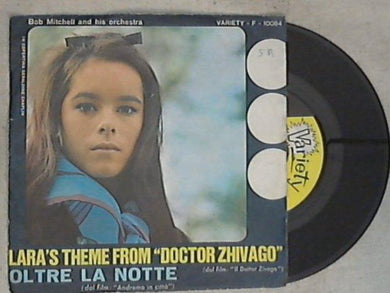 Bob Mitchell and his orchestra VARIETY - F - 10084
LARA'S THEME FROM "DOCTOR ZHIVAGO"
(dal film: "Il Dottor Zivago")
OLTRE LA NOTTE
(dal film: "Andremo in città")
Variety